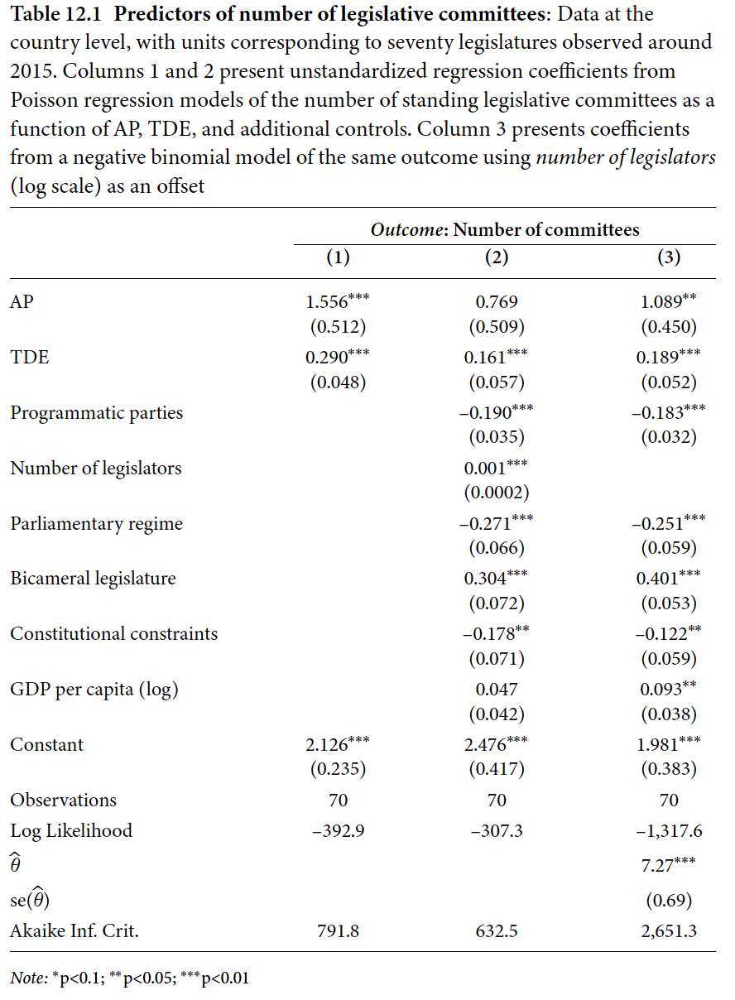 Table 12.1 Predictors of number of legislative committees: Data at the
country level, with units corresponding to seventy legislatures observed around
2015. Columns 1 and 2 present unstandardized regression coefficients from
Poisson regression models of the number of standing legislative committees as a
function of AP, TDE, and additional controls. Column 3 presents coefficients
from a negative binomial model of the same outcome using number of legislators
(log scale) as an offset
Outcome: Number of committees
(1) (2) (3)
AP 1.556*** 0.769 1.089**
(0.512) (0.509) (0.450)
TDE 0.290*** 0.161*** 0.189***
(0.048) (0.057) (0.052)
Programmatic parties –0.190*** –0.183***
(0.035) (0.032)
Number of legislators 0.001***
(0.0002)
Parliamentary regime –0.271*** –0.251***
(0.066) (0.059)
Bicameral legislature 0.304*** 0.401***
(0.072) (0.053)
Constitutional constraints –0.178** –0.122**
(0.071) (0.059)
GDP per capita (log) 0.047 0.093**
(0.042) (0.038)
Constant 2.126*** 2.476*** 1.981***
(0.235) (0.417) (0.383)
Observations 70 70 70
Log Likelihood –392.9 –307.3 –1,317.6
θ̂ 7.27***
se(θ̂) (0.69)
Akaike Inf. Crit. 791.8 632.5 2,651.3
Note: *p<0.1; **p<0.05; ***p<0.01